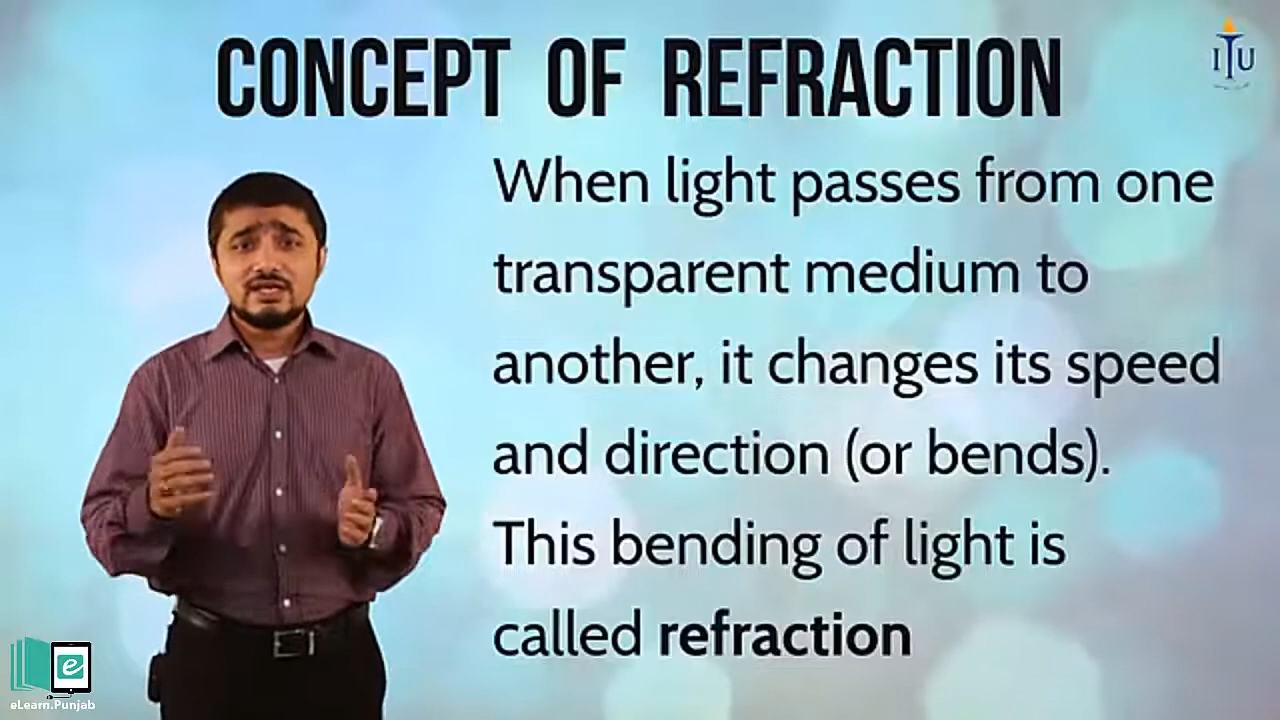 CONCEPT OF REFRACTION
ITU
When light passes from one
transparent medium to
another, it changes its speed
and direction (or bends).
This bending of light is
called refraction
e
eLearn.Punjab